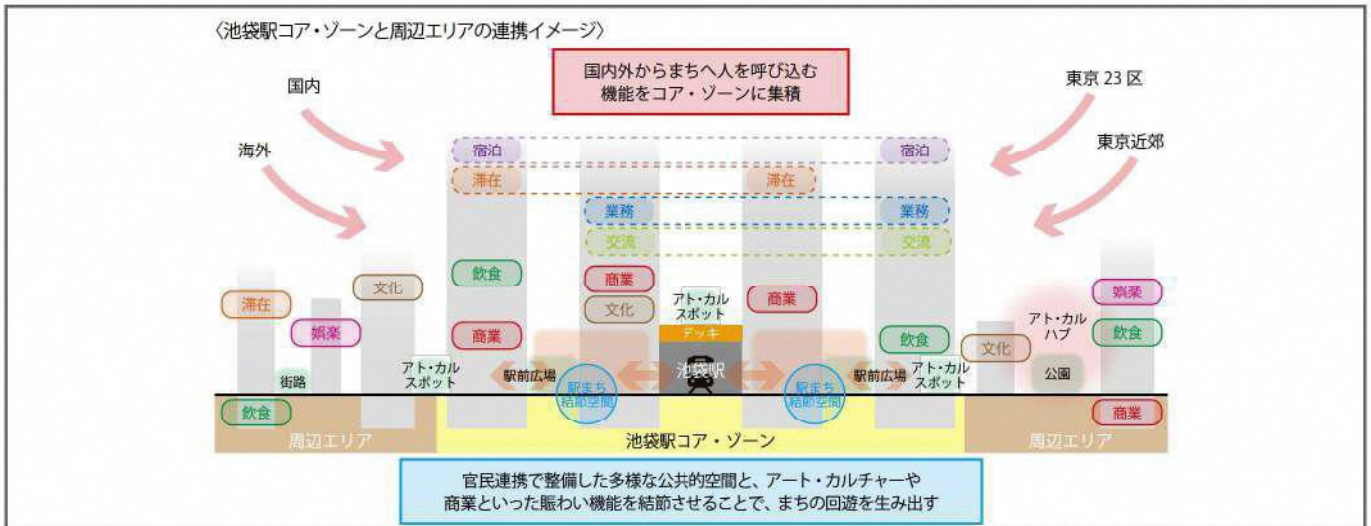 〈池袋駅コア・ゾーンと周辺エリアの連携イメージ〉
国内外からまちへ人を呼び込む
機能をコア・ゾーンに集積
国内
海外
東京23区
東京近郊
宿泊
宿泊
滞在
滞在
業務
業務
交流
交流
飲食
商業
文化
商業
アト・カル
スポット
デッキ
池袋駅
商業
滞在
文化
娯楽
商業
飲食
文化
アト・カル
ハブ
娯楽
飲食
街路
アト・カル
スポット
駅前広場
駅まち
結節空間
駅まち
結節空間
駅前広場
アト・カル
スポット
公園
飲食
商業
周辺エリア
池袋駅コア・ゾーン
周辺エリア
官民連携で整備した多様な公共的空間と、アート・カルチャーや
商業といった賑わい機能を結節させることで、まちの回遊を生み出す